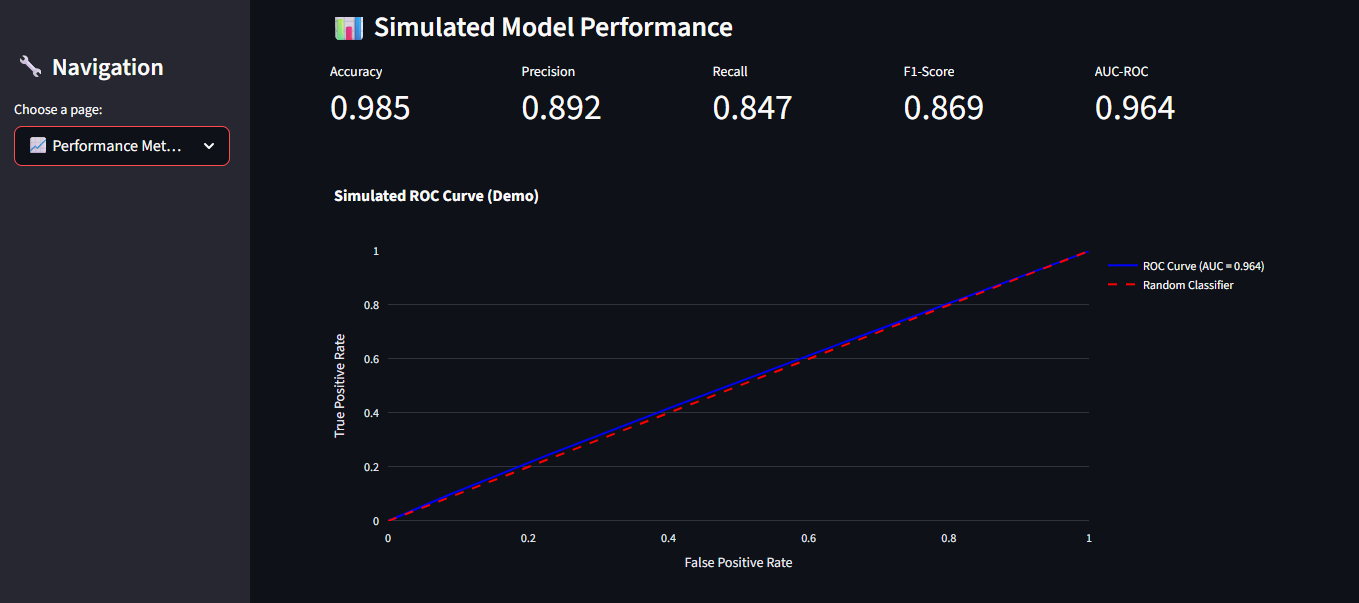 Navigation
Choose a page:
Performance Met...
Simulated Model Performance
Accuracy
0.985
Precision
0.892
Recall
0.847
F1-Score
0.869
AUC-ROC
0.964
Simulated ROC Curve (Demo)
1
0.8
0.6
0.4
0.2
0
True Positive Rate
0
0.2
0.4
0.6
0.8
1
False Positive Rate
ROC Curve (AUC = 0.964)
Random Classifier